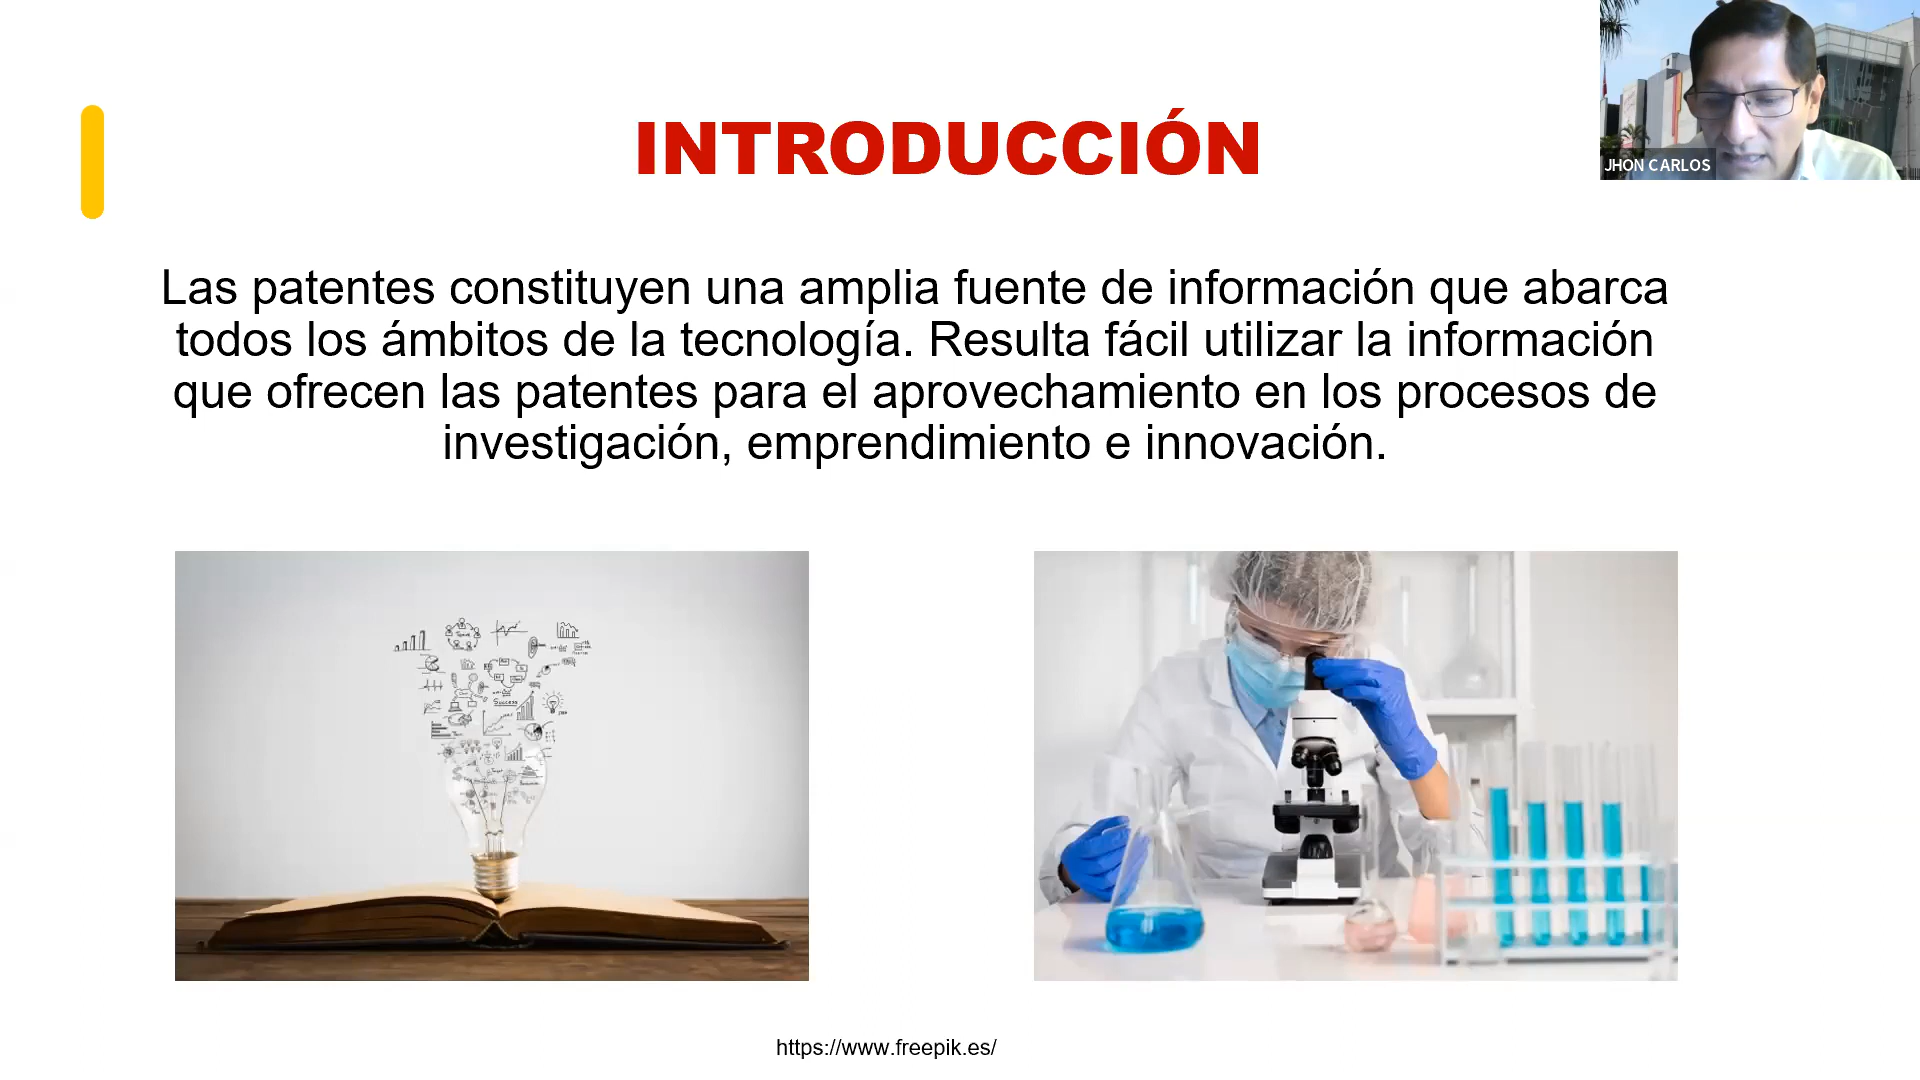 INTRODUCCIÓN
JHON CARLOS
Las patentes constituyen una amplia fuente de información que abarca
todos los ámbitos de la tecnología. Resulta fácil utilizar la información
que ofrecen las patentes para el aprovechamiento en los procesos de
investigación, emprendimiento e innovación.
Success
https://www.freepik.es/